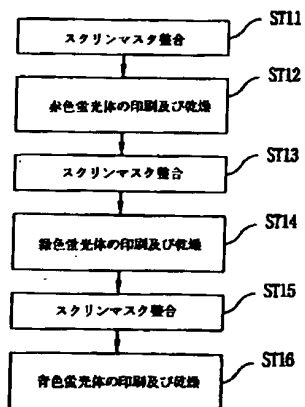 ST11
スクリンマスタ整合
ST12
赤色蛍光体の印刷及び乾燥
ST13
スクリンマスク整合
ST14
緑色蛍光体の印刷及び乾燥
ST15
スクリンマスク整合
ST16
青色蛍光体の印刷及び乾燥